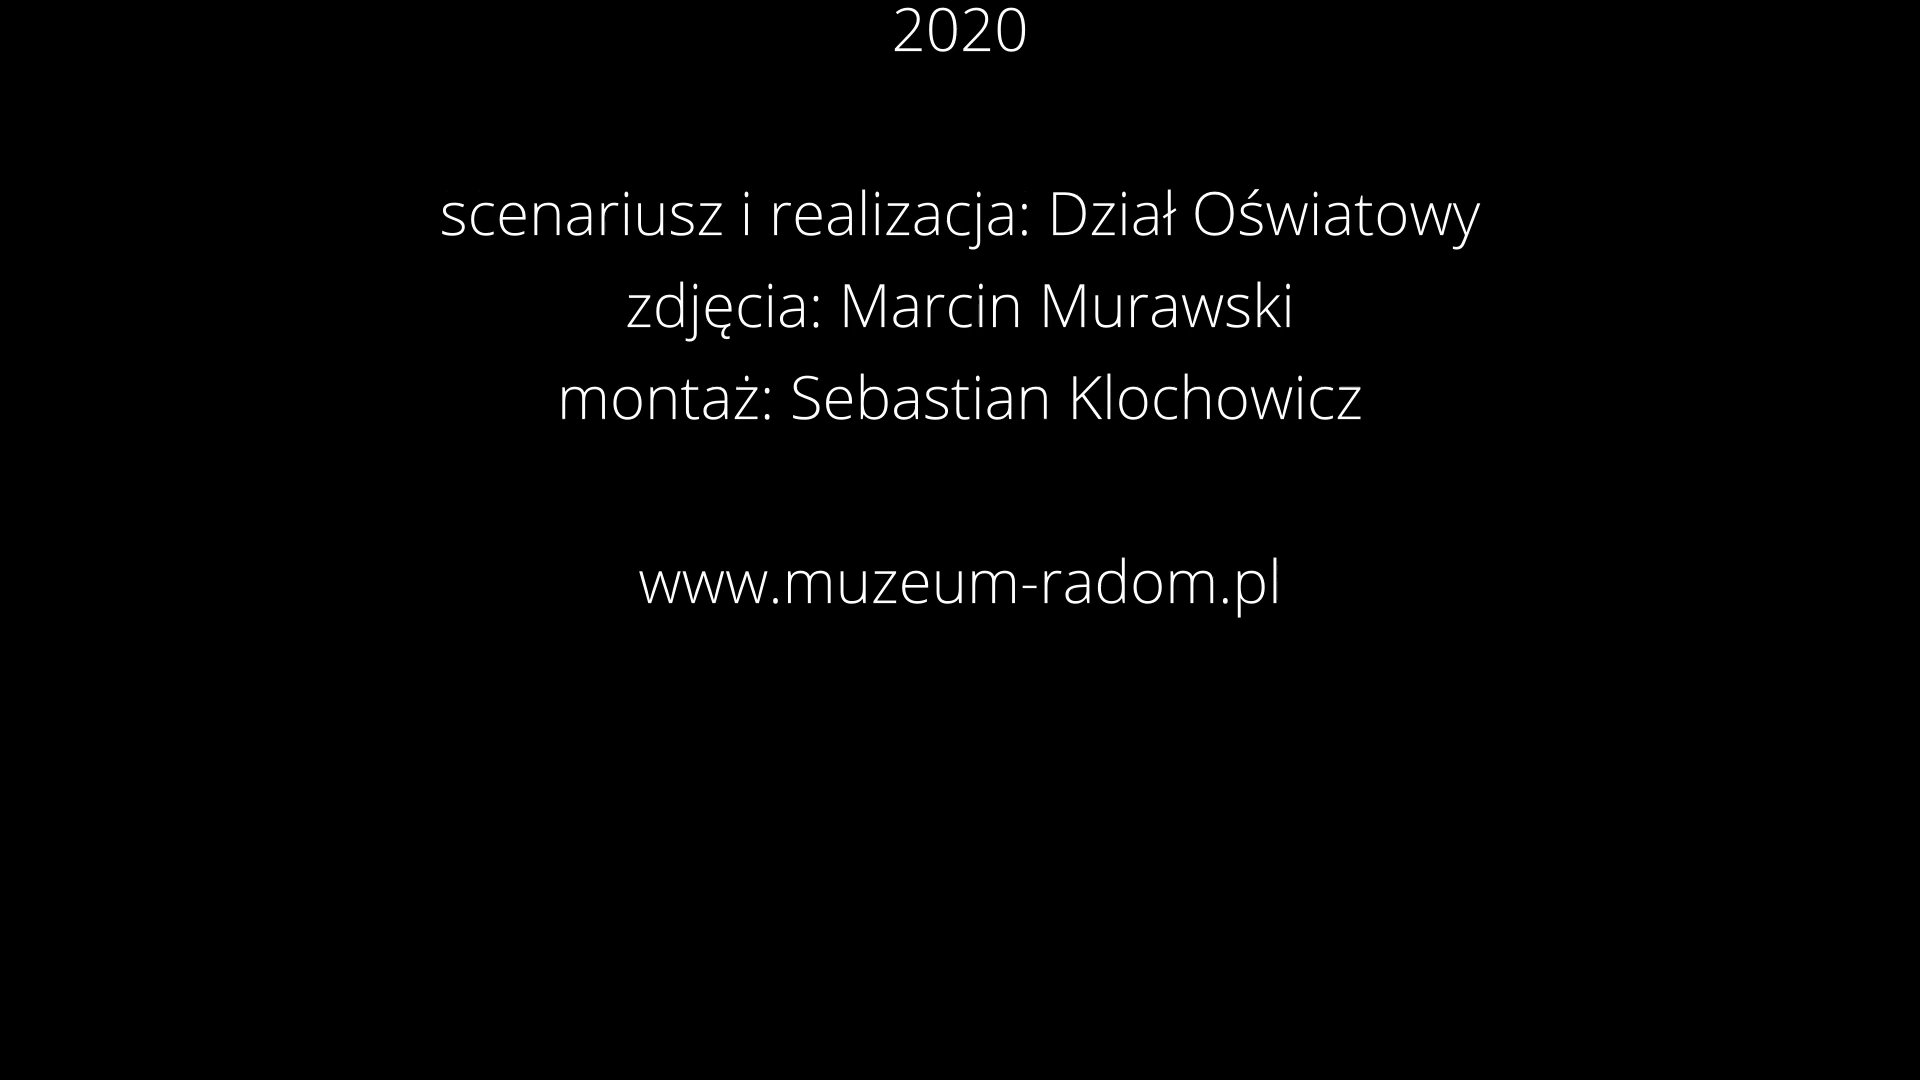 2020
scenariusz i realizacja: Dział Oświatowy
zdjęcia: Marcin Murawski
montaż: Sebastian Klochowicz
www.muzeum-radom.pl